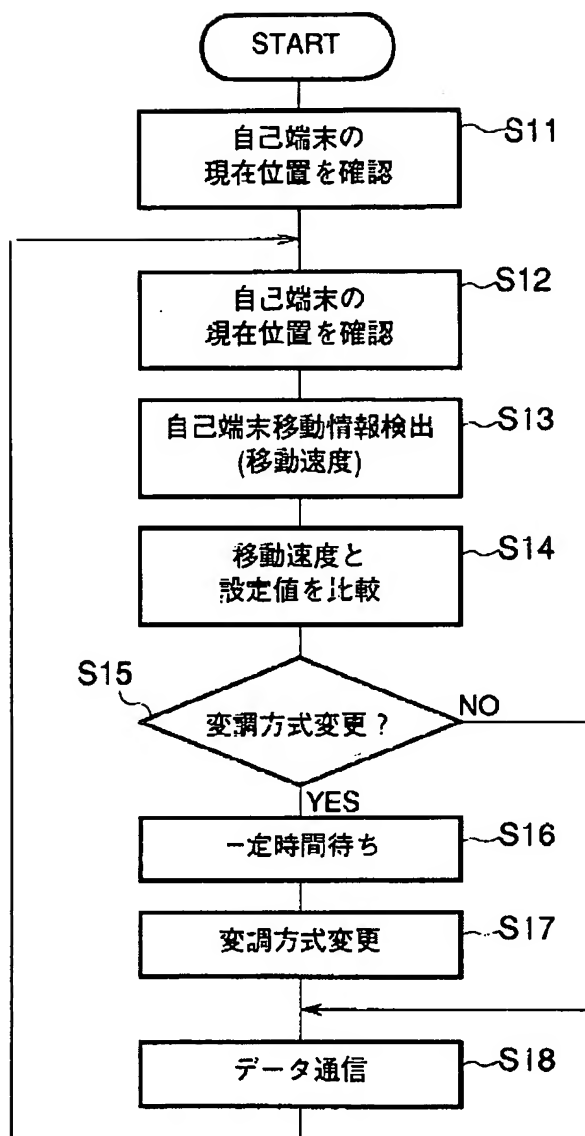 START
自己端末の
現在位置を確認
S11
自己端末の
現在位置を確認
S12
自己端末移動情報検出
(移動速度)
S13
移動速度と
設定値を比較
S14
S15
変調方式変更?
NO
YES
一定時間待ち
S16
変調方式変更
S17
データ通信
S18